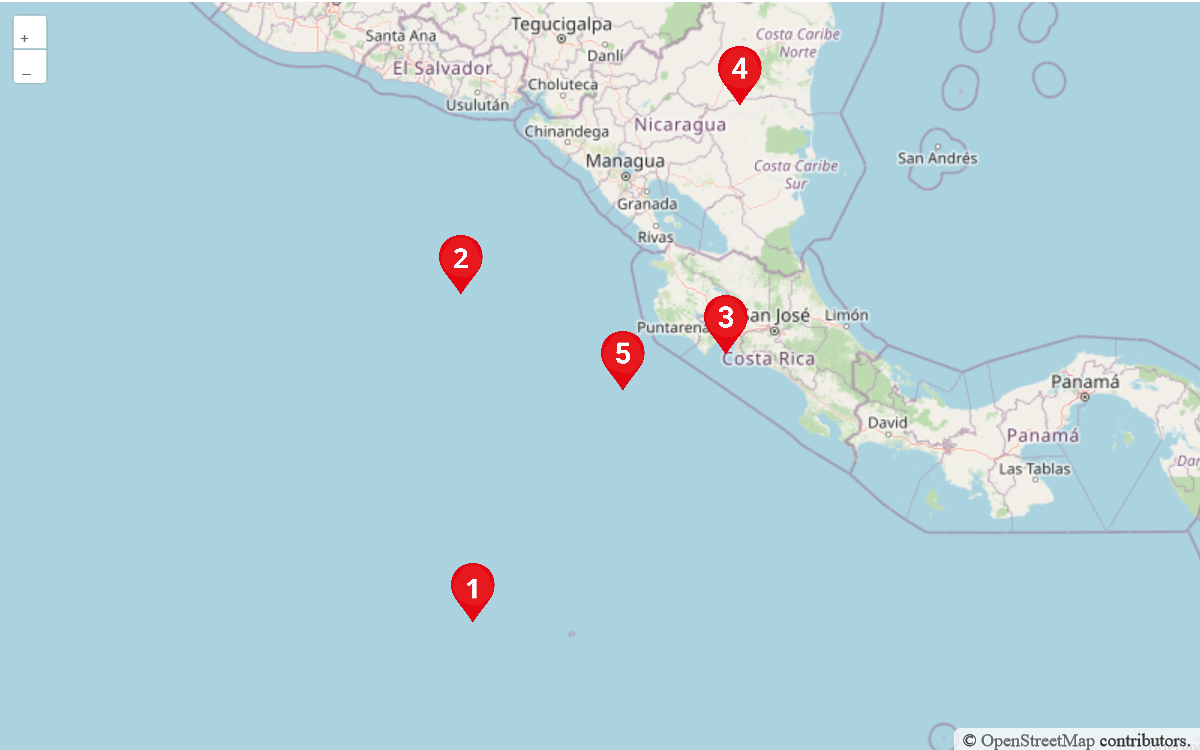 +
–
Santa Ana
Tegucigalpa
Danlí
El Salvador
Choluteca
Usulután
Costa Caribe
Norte
4
Nicaragua
Chinandega
Managua
Costa Caribe
Sur
San Andrés
Granada
Rivas
2
3
San José
Limón
Puntarena
5
Costa Rica
Panamá
David
Panamá
Las Tablas
1
© OpenStreetMap contributors.